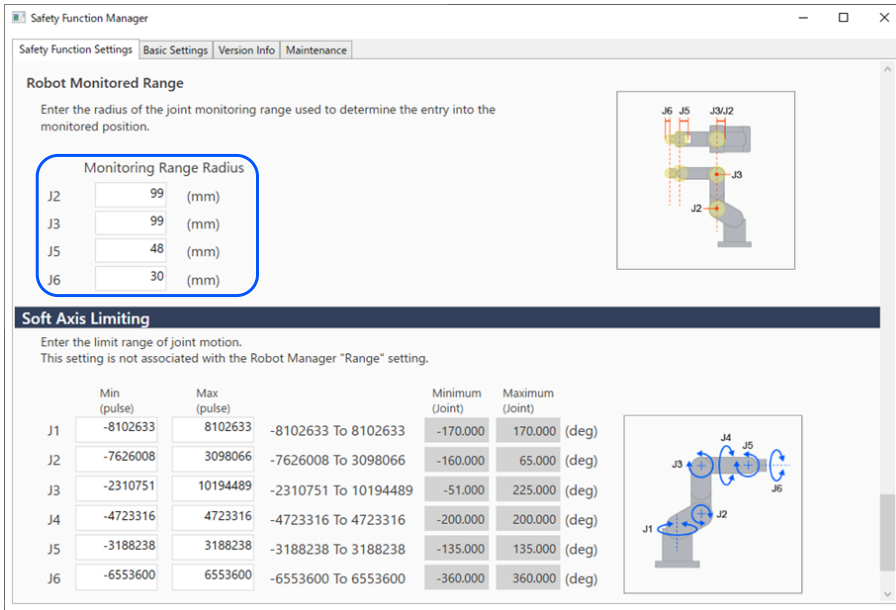 Safety Function Manager
Safety Function Settings Basic Settings Version Info Maintenance
Robot Monitored Range
Enter the radius of the joint monitoring range used to determine the entry into the
monitored position.
Monitoring Range Radius
J2 99 (mm)
J3 99 (mm)
J5 48 (mm)
J6 30 (mm)
J6 J5 J3/J2
J3
J2
Soft Axis Limiting
Enter the limit range of joint motion.
This setting is not associated with the Robot Manager "Range" setting.
Min Max Minimum Maximum
(pulse) (pulse) (Joint) (Joint)
J1 -8102633 8102633 -8102633 To 8102633 -170.000 170.000 (deg)
J2 -7626008 3098066 -7626008 To 3098066 -160.000 65.000 (deg)
J3 -2310751 10194489 -2310751 To 10194489 -51.000 225.000 (deg)
J4 -4723316 4723316 -4723316 To 4723316 -200.000 200.000 (deg)
J5 -3188238 3188238 -3188238 To 3188238 -135.000 135.000 (deg)
J6 -6553600 6553600 -6553600 To 6553600 -360.000 360.000 (deg)
J4
J5
J3
J6
J2
J1